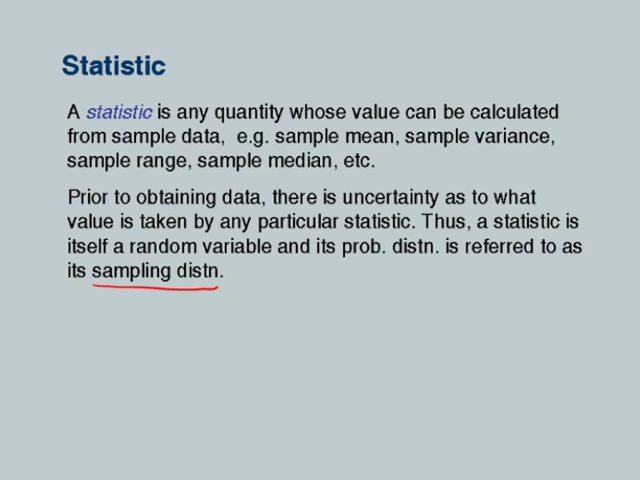 Statistic
A statistic is any quantity whose value can be calculated
from sample data, e.g. sample mean, sample variance,
sample range, sample median, etc.
Prior to obtaining data, there is uncertainty as to what
value is taken by any particular statistic. Thus, a statistic is
itself a random variable and its prob. distn. is referred to as
its sampling distn.